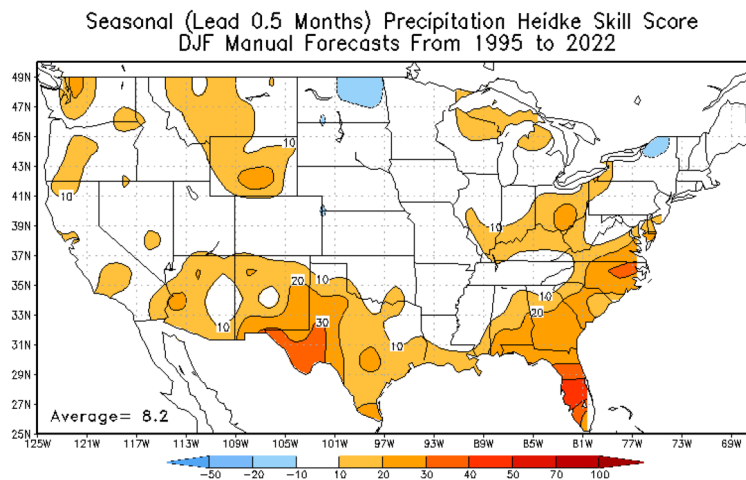 Seasonal (Lead 0.5 Months) Precipitation Heidke Skill Score
DJF Manual Forecasts From 1995 to 2022
49N
47N
45N
10
43N
41N
10
39N
-10
37N
20
10
35N
10
20
33N
10
30
31N
10
29N
27N
Average= 8.2
25N
125W 121W 117W 113W 109W 105W 101W 97W 93W 89W 85W 81W 77W 73W 69W
-50 -20 -10 10 20 30 40 50 70 100